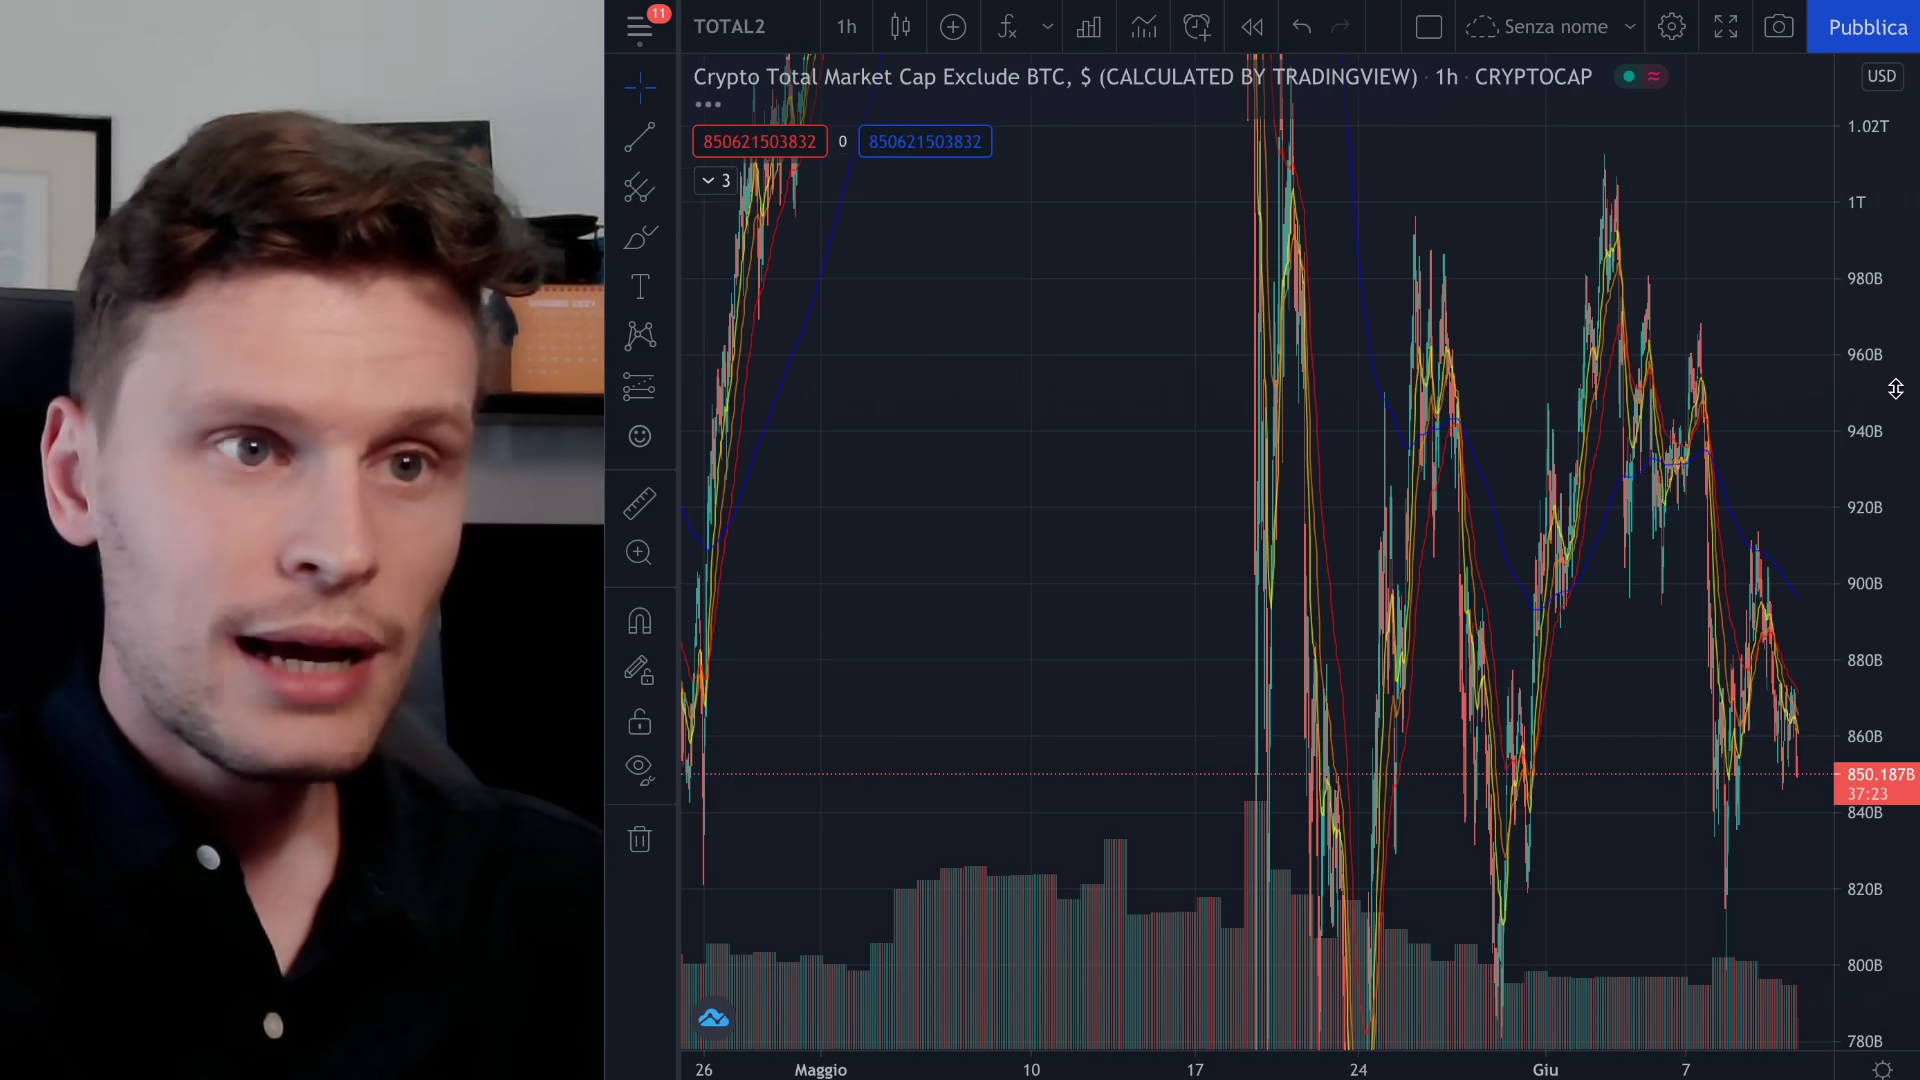 11
TOTAL2
1h
Senza nome
Pubblica
Crypto Total Market Cap Exclude BTC, $ (CALCULATED BY TRADINGVIEW) · 1h · CRYPTOCAP
USD
850621503832
0
850621503832
3
1.02T
1T
980B
960B
940B
920B
900B
880B
860B
850.187B
37:23
840B
820B
800B
780B
26
Maggio
10
17
24
Giu
7